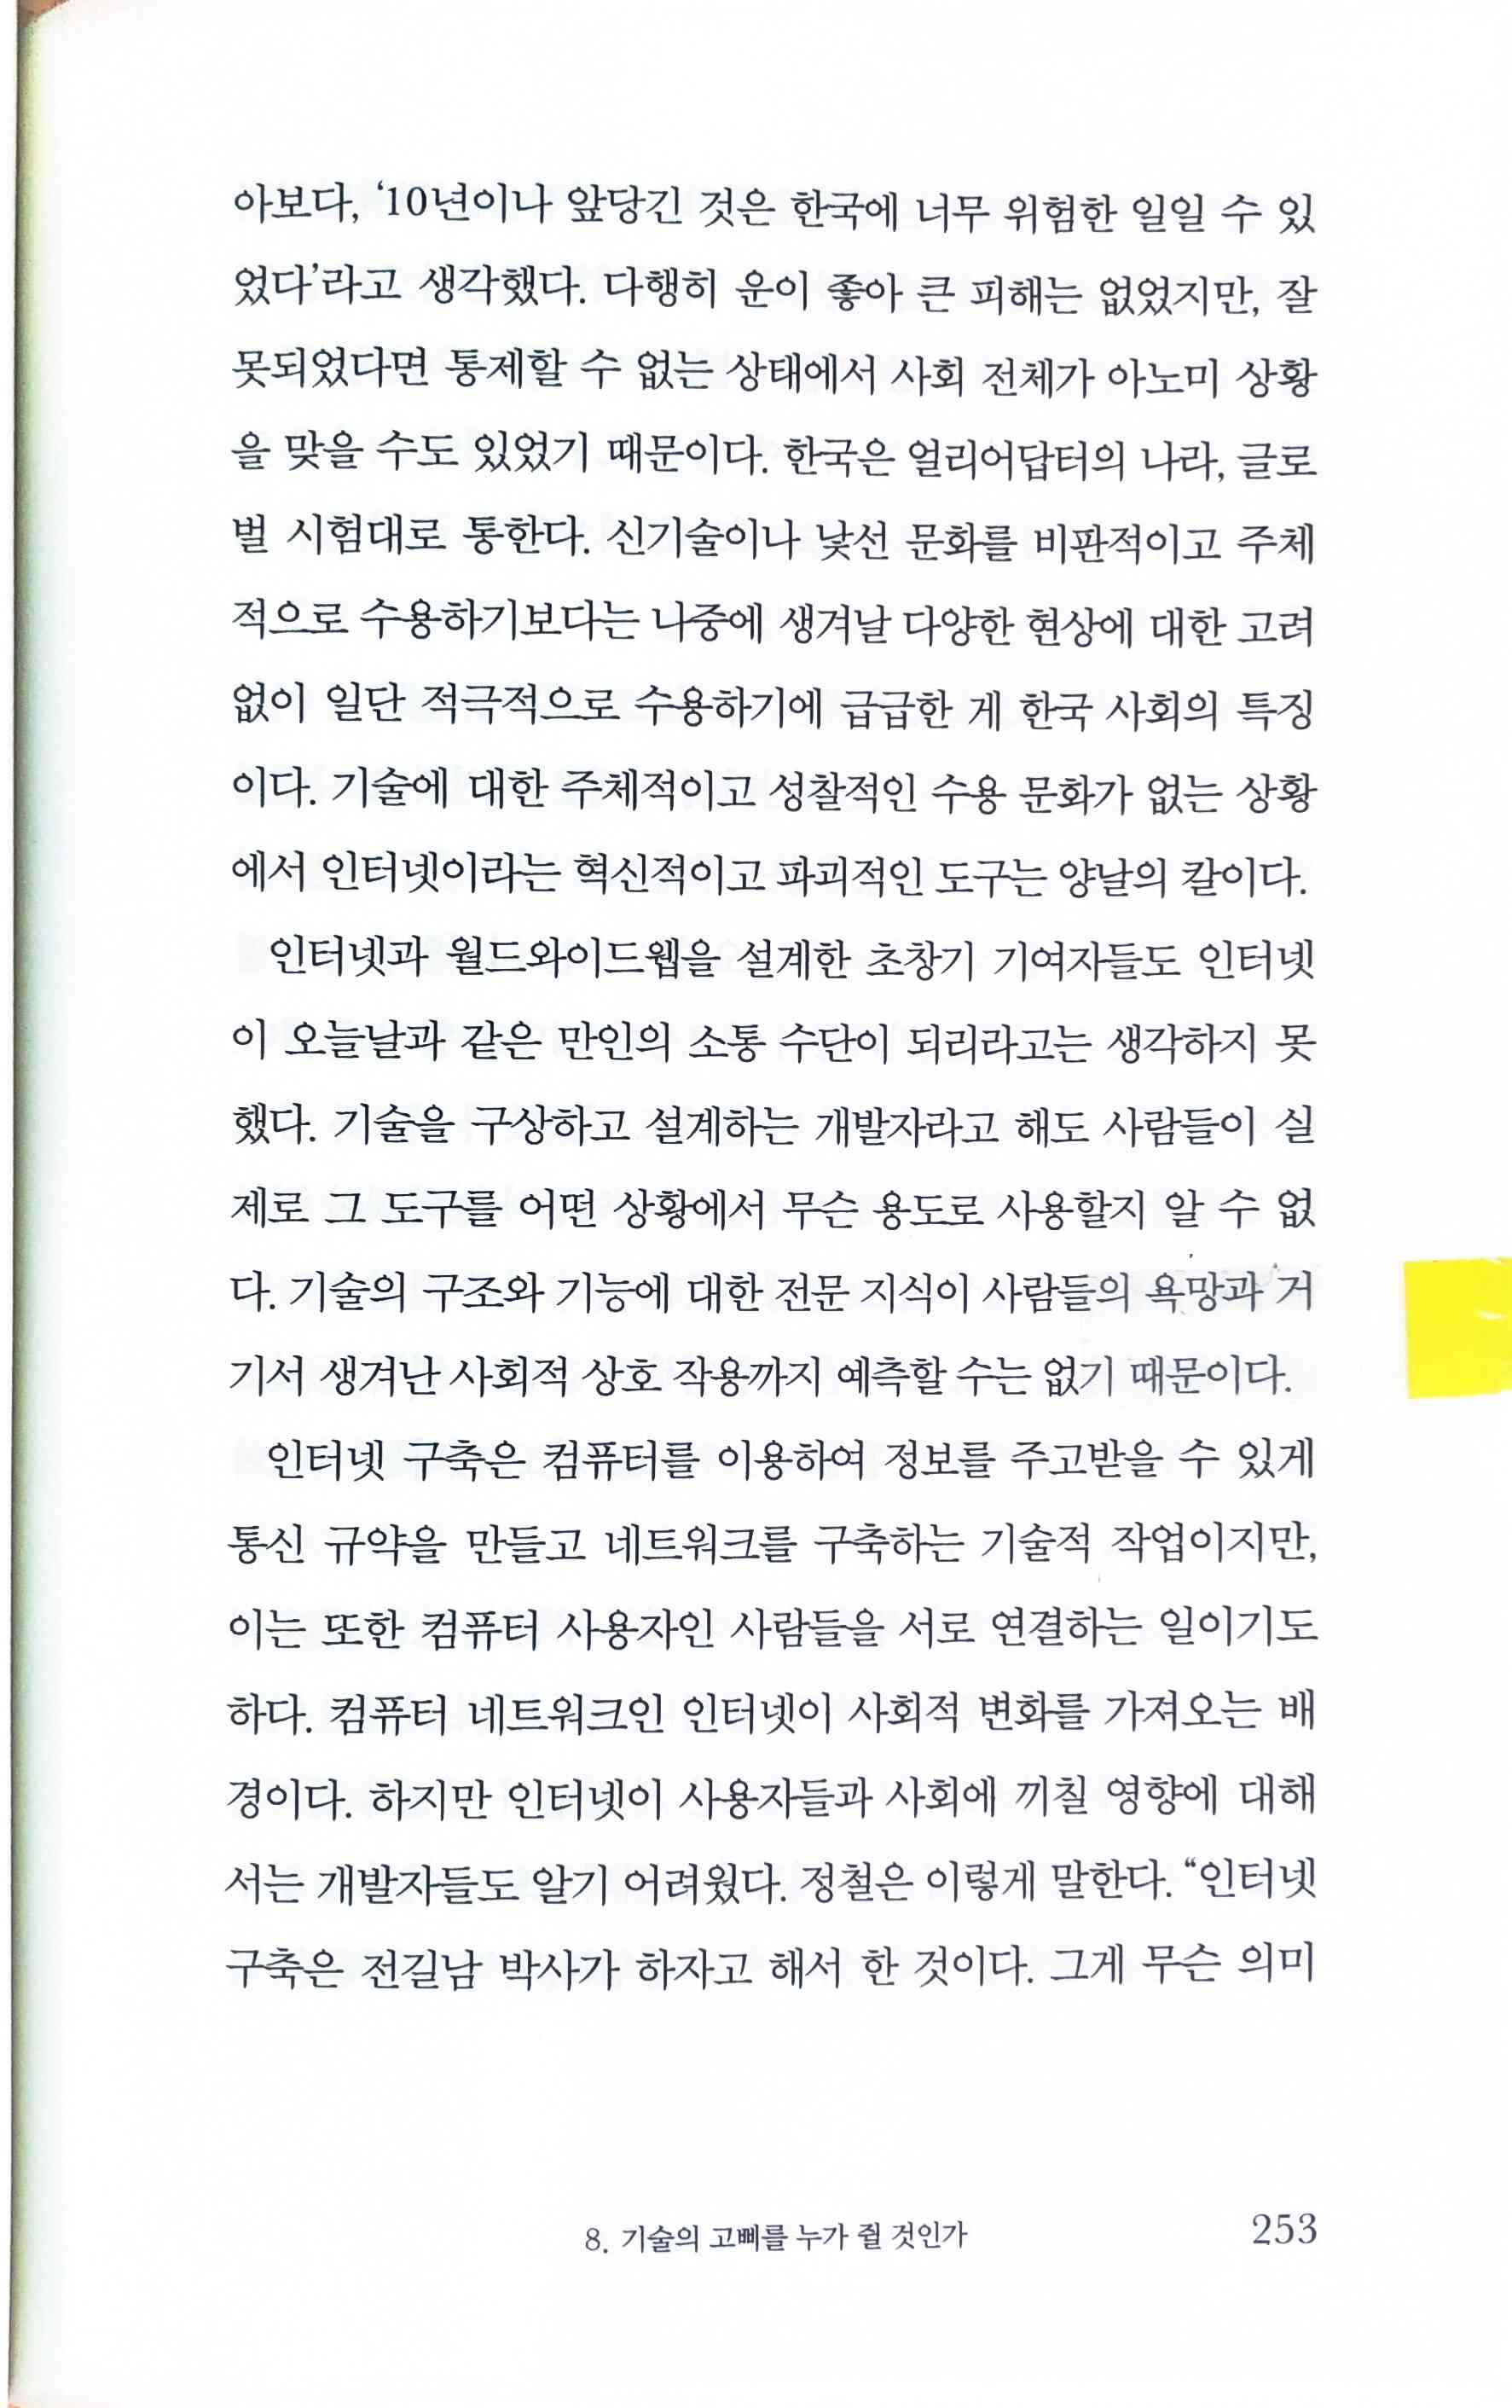 아보다, ‘10년이나 앞당긴 것은 한국에 너무 위험한 일일 수 있
었다’라고 생각했다. 다행히 운이 좋아 큰 피해는 없었지만, 잘
못되었다면 통제할 수 없는 상태에서 사회 전체가 아노미 상황
을 맞을 수도 있었기 때문이다. 한국은 얼리어답터의 나라, 글로
벌 시험대로 통한다. 신기술이나 낯선 문화를 비판적이고 주체
적으로 수용하기보다는 나중에 생겨날 다양한 현상에 대한 고려
없이 일단 적극적으로 수용하기에 급급한 게 한국 사회의 특징
이다. 기술에 대한 주체적이고 성찰적인 수용 문화가 없는 상황
에서 인터넷이라는 혁신적이고 파괴적인 도구는 양날의 칼이다.
인터넷과 월드와이드웹을 설계한 초창기 기여자들도 인터넷
이 오늘날과 같은 만인의 소통 수단이 되리라고는 생각하지 못
했다. 기술을 구상하고 설계하는 개발자라고 해도 사람들이 실
제로 그 도구를 어떤 상황에서 무슨 용도로 사용할지 알 수 없
다. 기술의 구조와 기능에 대한 전문 지식이 사람들의 욕망과 거
기서 생겨난 사회적 상호 작용까지 예측할 수는 없기 때문이다.
인터넷 구축은 컴퓨터를 이용하여 정보를 주고받을 수 있게
통신 규약을 만들고 네트워크를 구축하는 기술적 작업이지만,
이는 또한 컴퓨터 사용자인 사람들을 서로 연결하는 일이기도
하다. 컴퓨터 네트워크인 인터넷이 사회적 변화를 가져오는 배
경이다. 하지만 인터넷이 사용자들과 사회에 끼칠 영향에 대해
서는 개발자들도 알기 어려웠다. 정철은 이렇게 말한다. “인터넷
구축은 전길남 박사가 하자고 해서 한 것이다. 그게 무슨 의미
8. 기술의 고삐를 누가 쥘 것인가 253